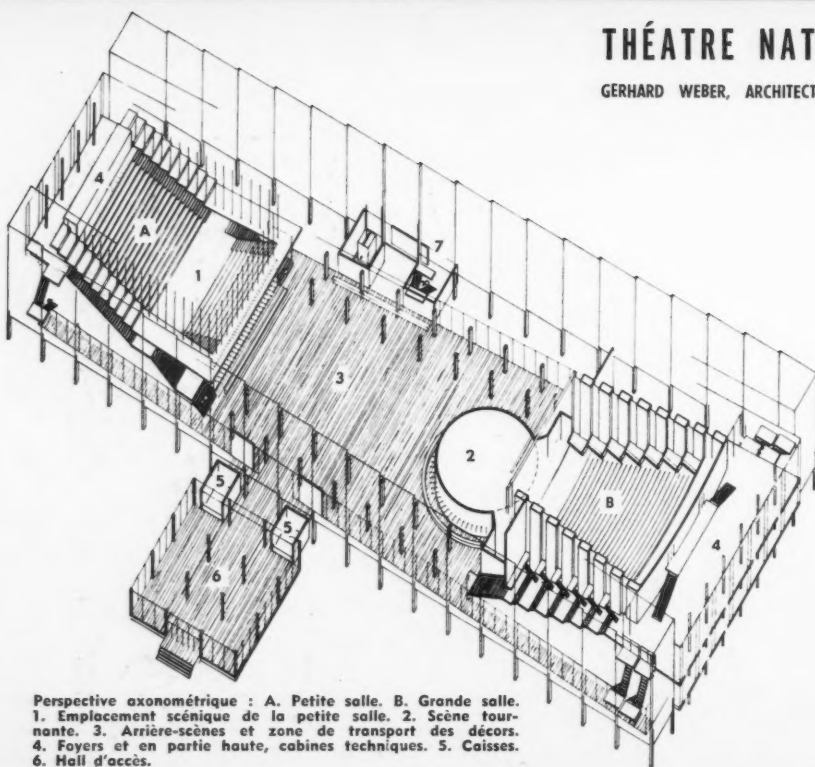 THÉATRE NAT
GERHARD WEBER, ARCHITECT
4
A
1
7
3
2
B
4
5
5
6
Perspective axonométrique : A. Petite salle. B. Grande salle.
1. Emplacement scénique de la petite salle. 2. Scène tour-
nante. 3. Arrière-scènes et zone de transport des décors.
4. Foyers et en partie haute, cabines techniques. 5. Caisses.
6. Hall d'accès.